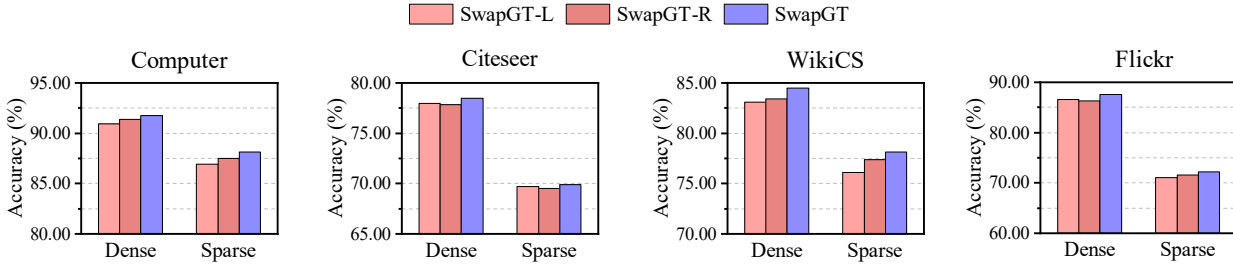 SwapGT-L SwapGT-R SwapGT
Computer
Accuracy (%)
95.00
90.00
85.00
80.00
Dense Sparse
Citeseer
Accuracy (%)
80.00
75.00
70.00
65.00
Dense Sparse
WikiCS
Accuracy (%)
85.00
80.00
75.00
70.00
Dense Sparse
Flickr
Accuracy (%)
90.00
80.00
70.00
60.00
Dense Sparse